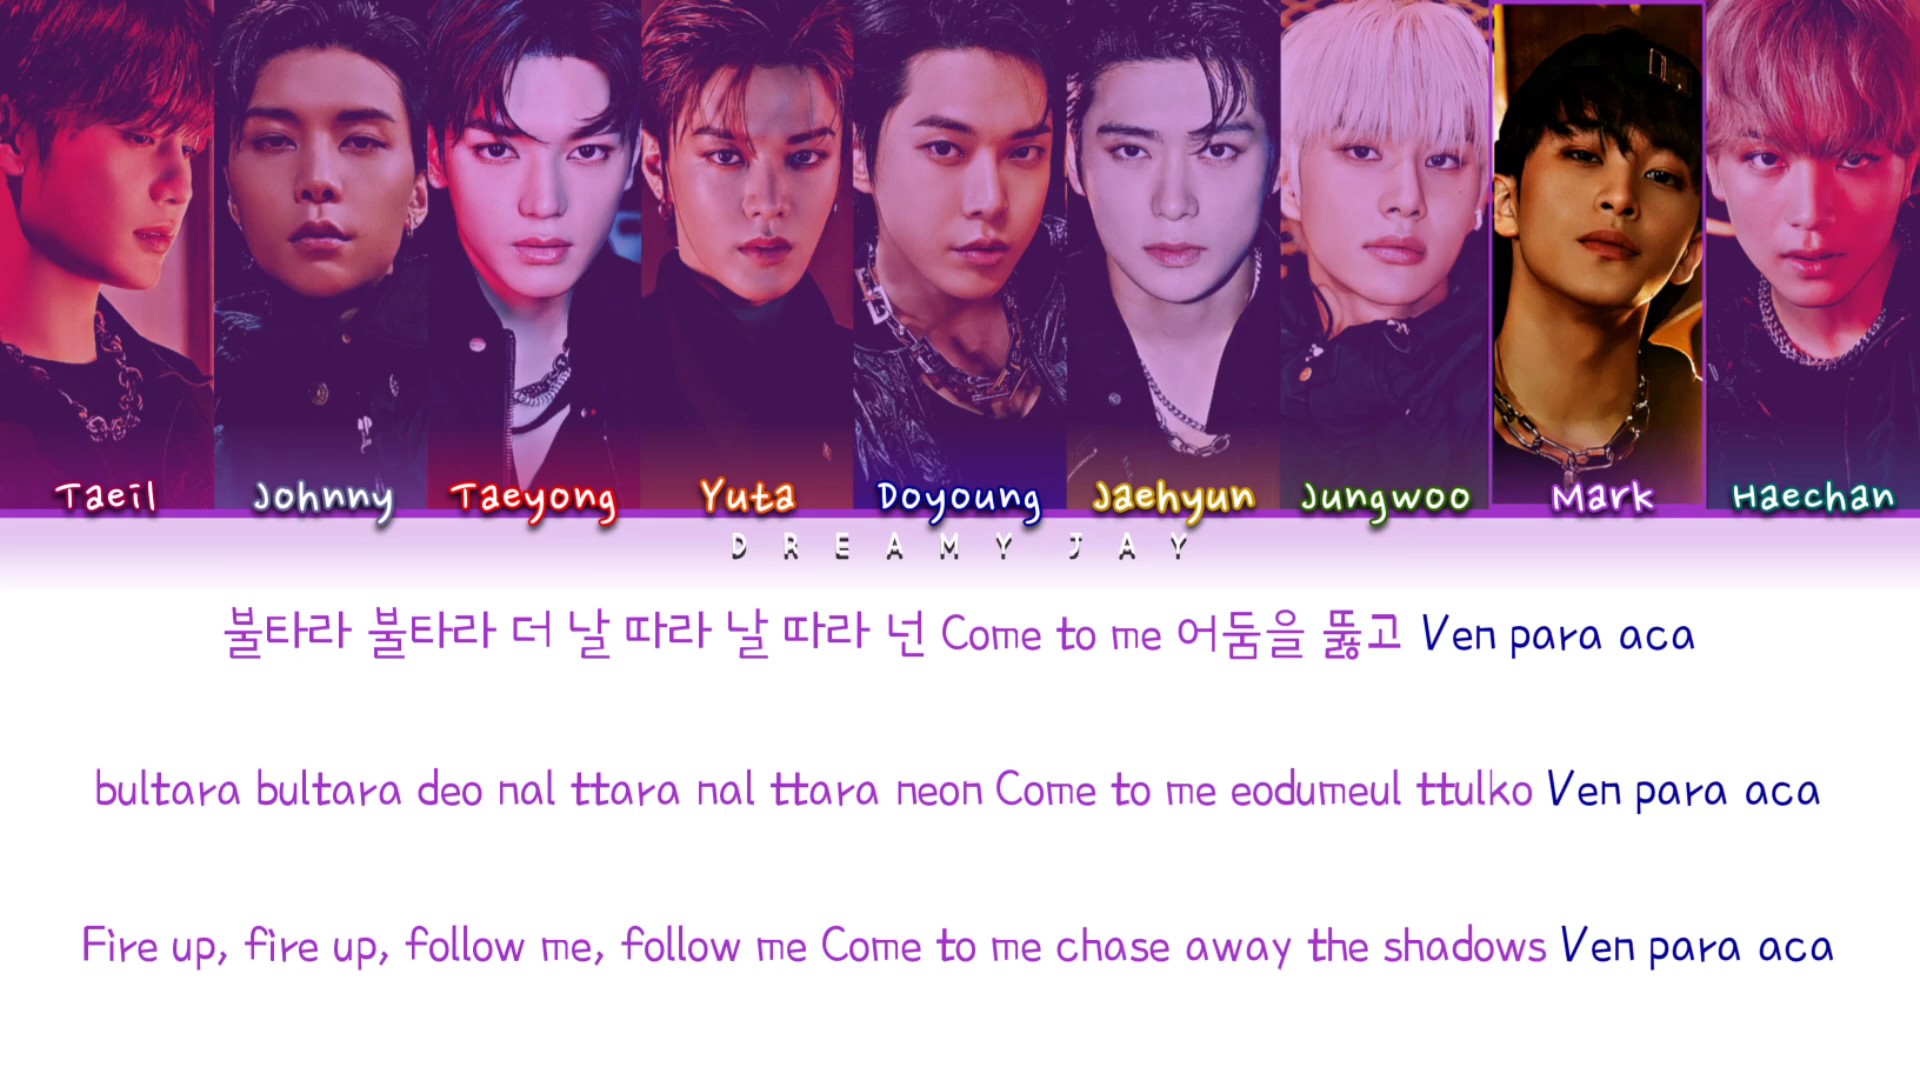 Taeil Johnny Taeyong Yuta Doyoung Jaehyun Jungwoo Mark Haechan
DREAMY JAY
불타라 불타라 더 날 따라 날 따라 넌 Come to me 어둠을 뚫고 Ven para aca
bultara bultara deo nal ttara nal ttara neon Come to me eodumeul ttulko Ven para aca
Fire up, fire up, follow me, follow me Come to me chase away the shadows Ven para aca